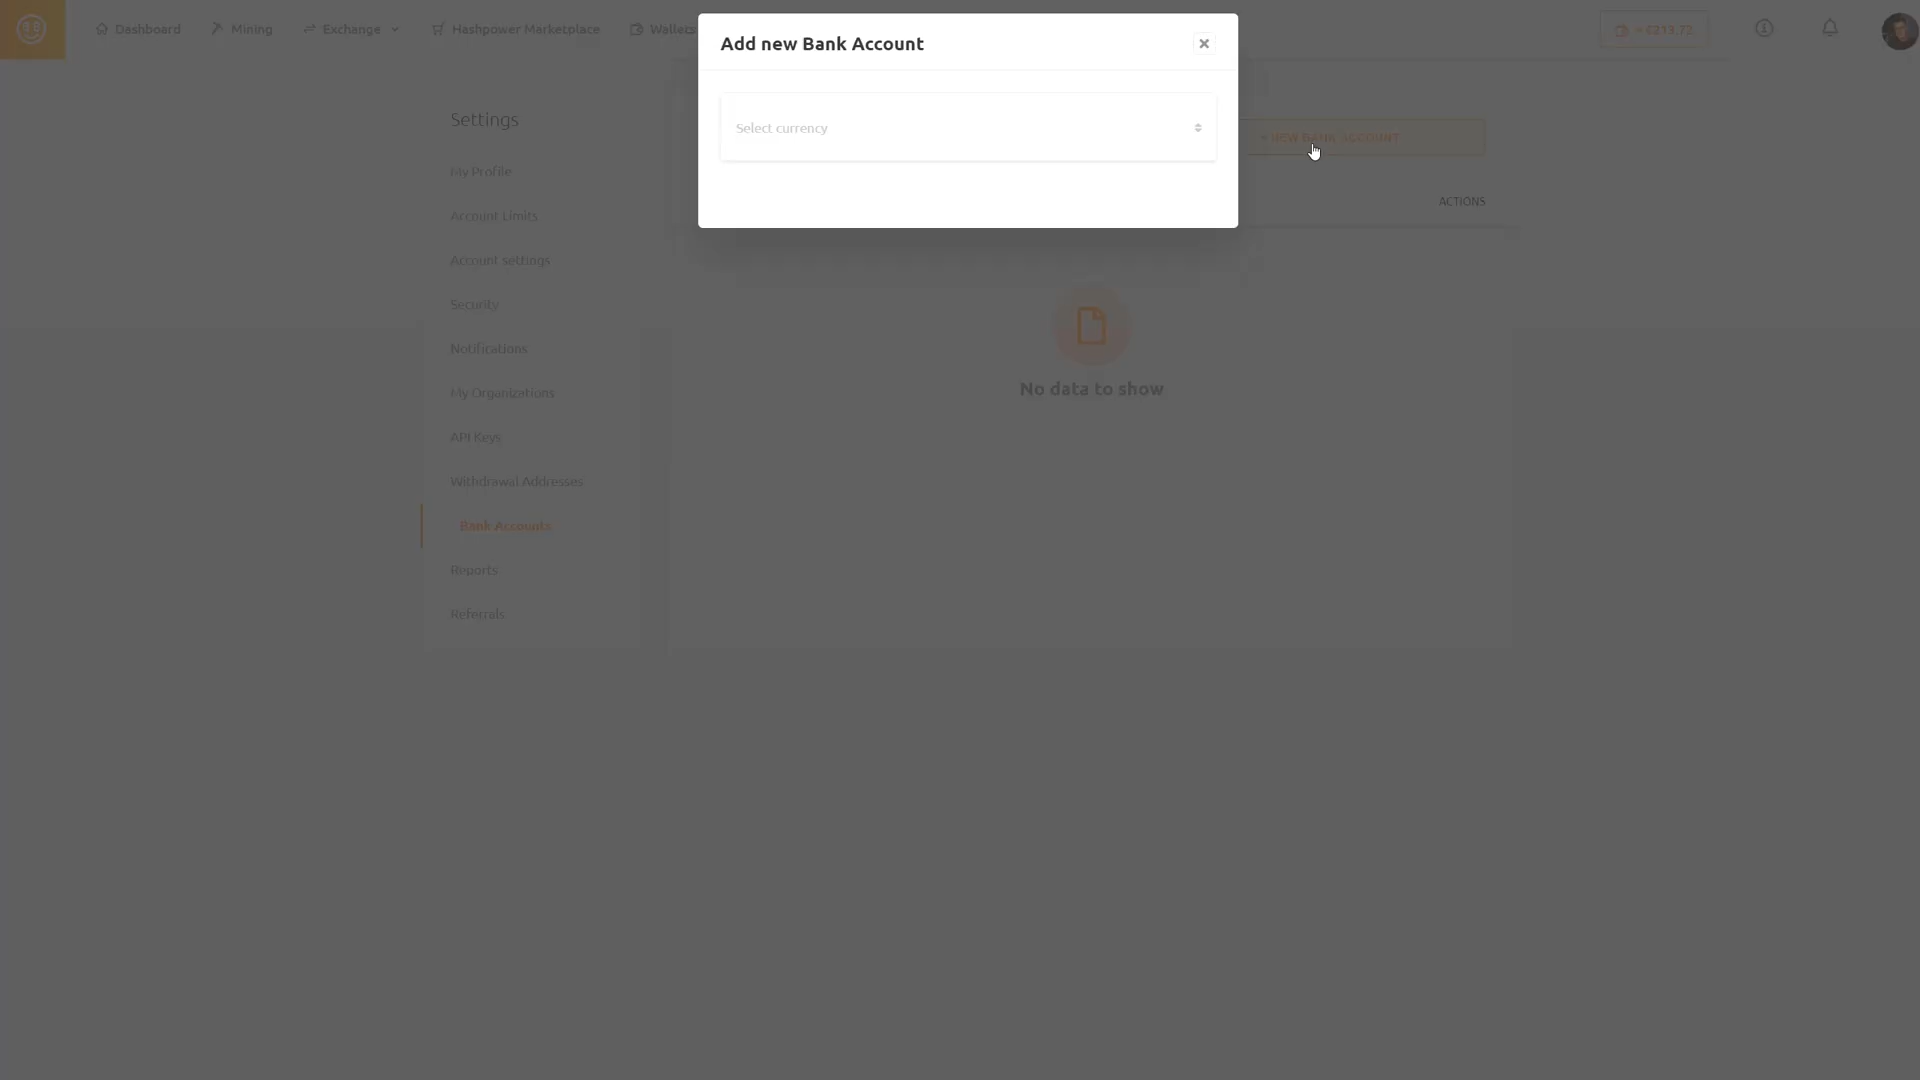 Dashboard
Mining
Exchange
Hashpower Marketplace
Wallets
≈ €213.72
Add new Bank Account
Select currency
+ NEW BANK ACCOUNT
ACTIONS
Settings
My Profile
Account Limits
Account settings
Security
Notifications
My Organizations
API Keys
Withdrawal Addresses
Bank Accounts
Reports
Referrals
No data to show